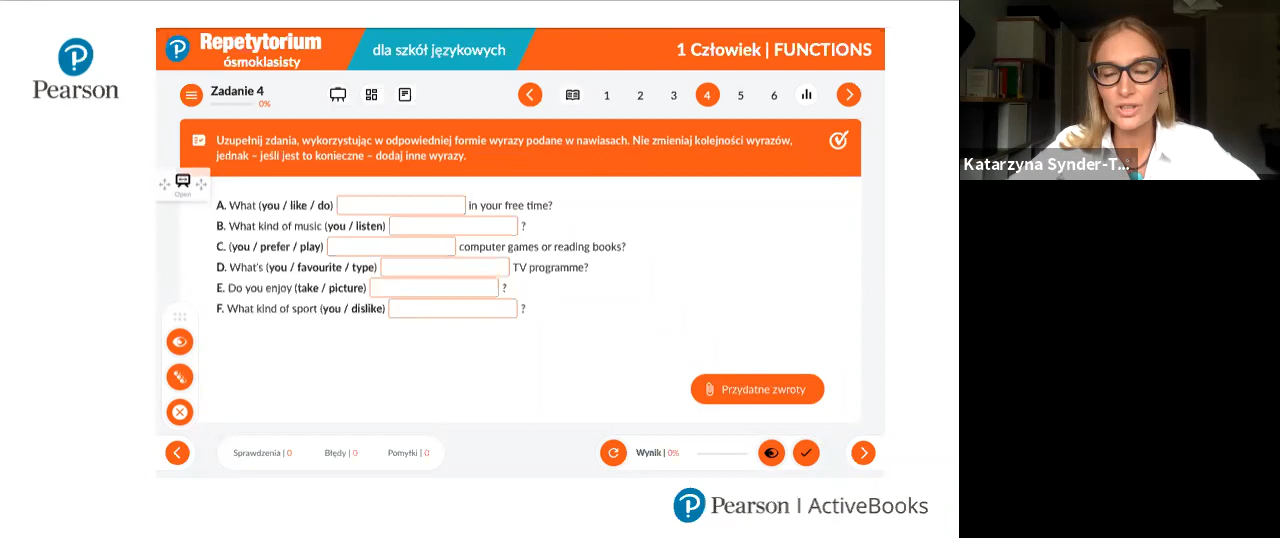 Pearson
Repetytorium
ósmoklasisty
dla szkół językowych
1 Człowiek | FUNCTIONS
Zadanie 4
0%
1 2 3 4 5 6
Uzupełnij zdania, wykorzystując w odpowiedniej formie wyrazy podane w nawiasach. Nie zmieniaj kolejności wyrazów,
jednak – jeśli jest to konieczne – dodaj inne wyrazy.
Open
A. What (you / like / do) in your free time?
B. What kind of music (you / listen) ?
C. (you / prefer / play) computer games or reading books?
D. What's (you / favourite / type) TV programme?
E. Do you enjoy (take / picture) ?
F. What kind of sport (you / dislike) ?
Przydatne zwroty
Sprawdzenia | 0 Błędy | 0 Pomyłki | 0
Wynik | 0%
Pearson | ActiveBooks
Katarzyna Synder-T...